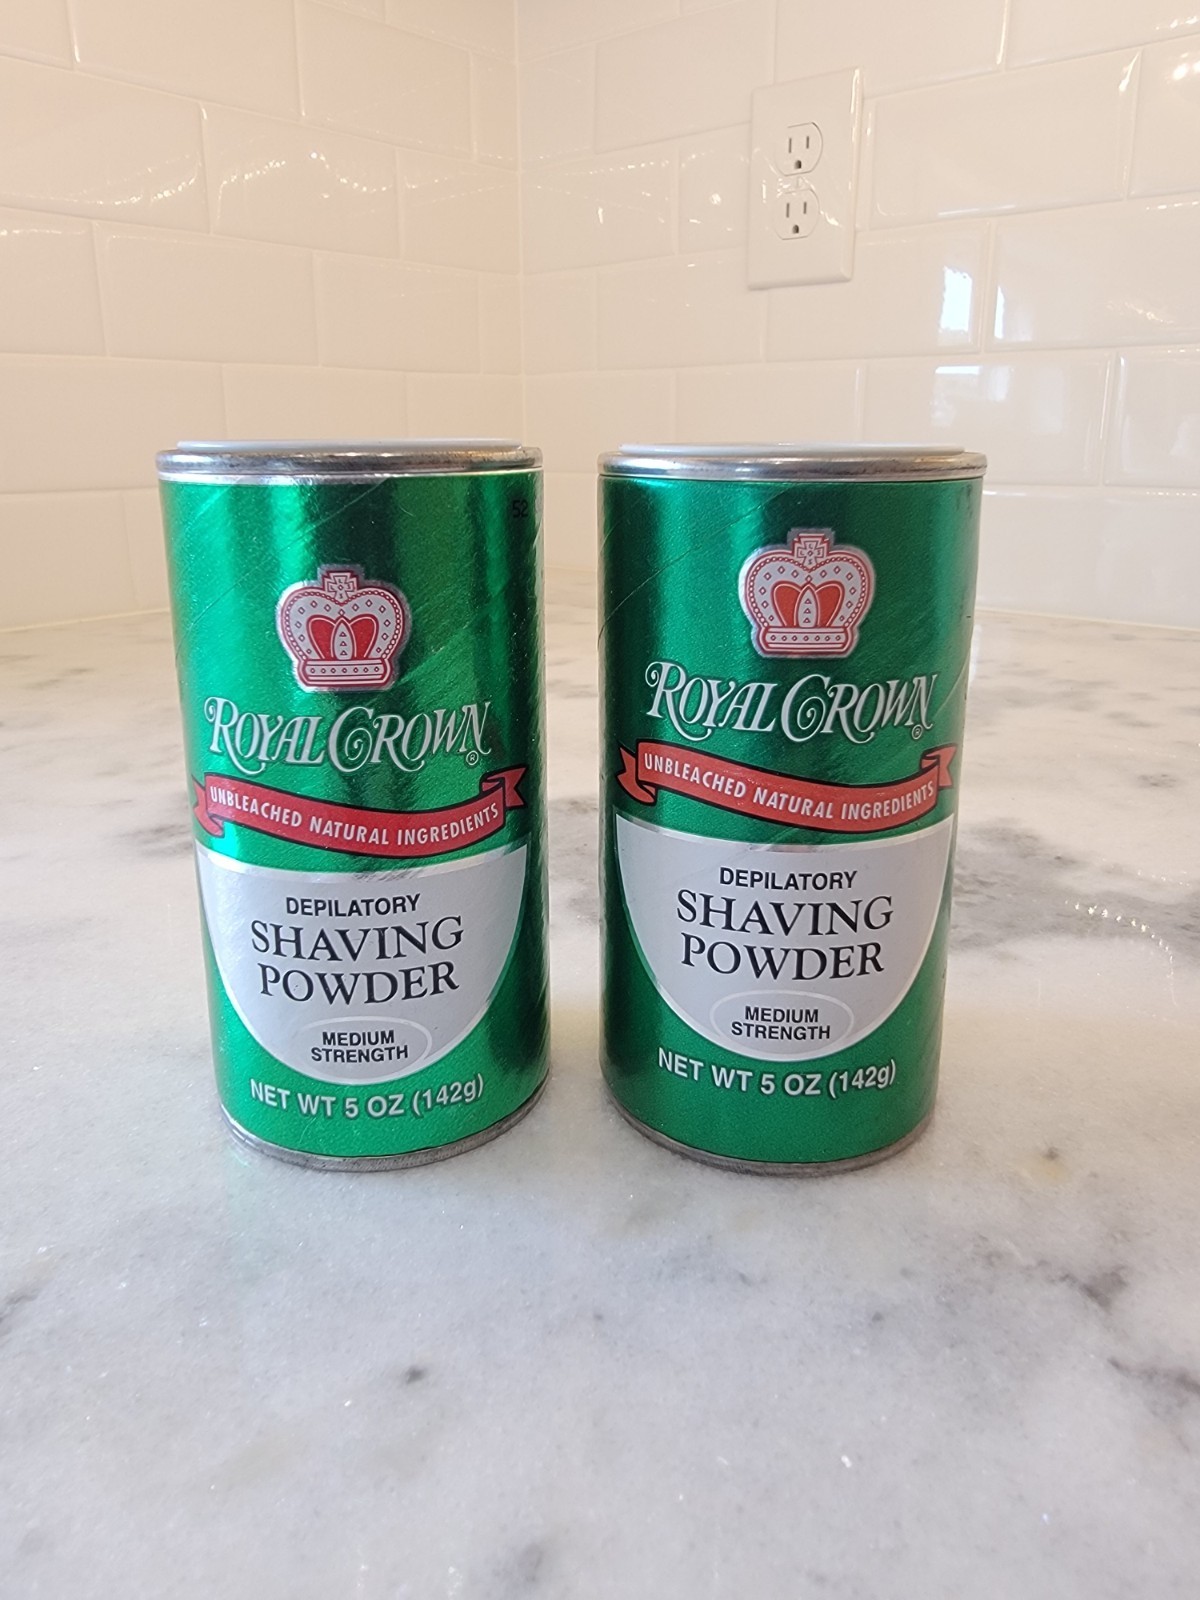 52
ROYAL CROWN®
UNBLEACHED NATURAL INGREDIENTS
DEPILATORY
SHAVING
POWDER
MEDIUM
STRENGTH
NET WT 5 OZ (142g)
ROYAL CROWN®
UNBLEACHED NATURAL INGREDIENTS
DEPILATORY
SHAVING
POWDER
MEDIUM
STRENGTH
NET WT 5 OZ (142g)